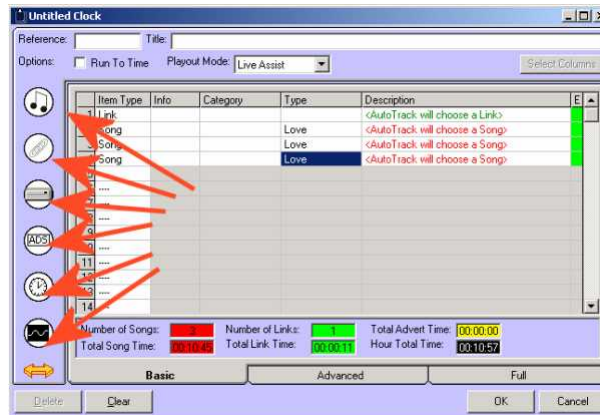 Untitled Clock
Reference: Title:
Options: Run To Time Playout Mode: Live Assist Select Columns
Item Type Info Category Type Description E
1 Link <AutoTrack will choose a Link>
Song Love <AutoTrack will choose a Song>
3 Song Love <AutoTrack will choose a Song>
Song Love <AutoTrack will choose a Song>
....
....
....
....
9 ....
....
11 ....
....
....
14 ....
ADS
Number of Songs: 3 Number of Links: 1 Total Advert Time: 00:00:00
Total Song Time: 00:10:45 Total Link Time: 00:00:11 Hour Total Time: 00:10:57
Basic Advanced Full
Delete Clear OK Cancel